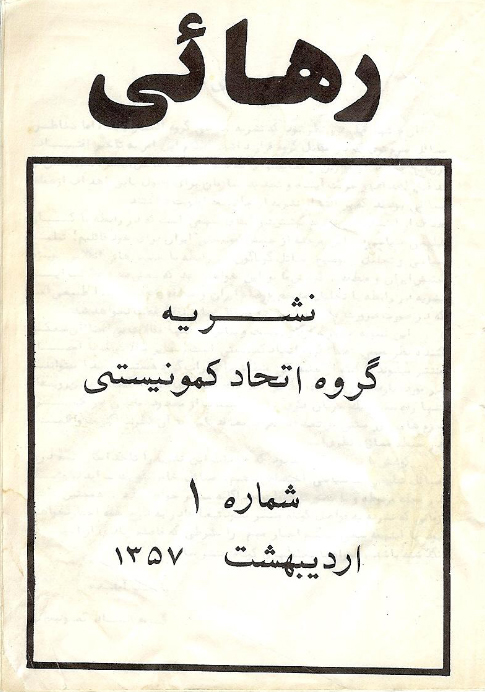 رهائی
نشریه
گروه اتحاد کمونیستی
شماره ۱
اردیبهشت ۱۳۵۷